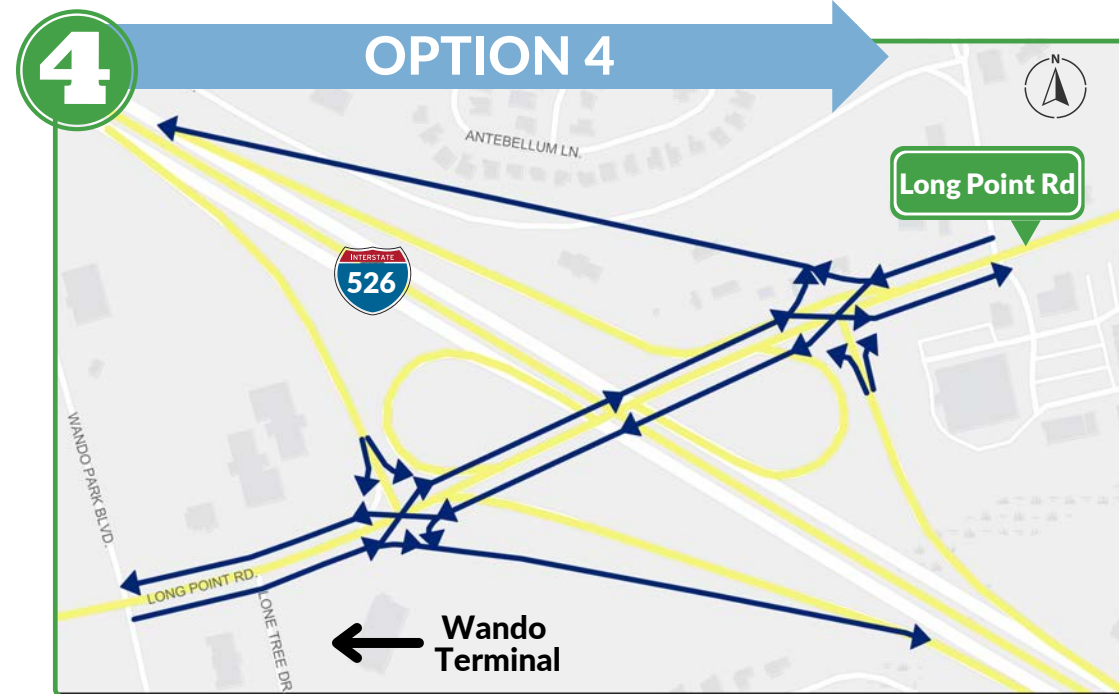 4
OPTION 4
N
ANTEBELLUM LN.
Long Point Rd
INTERSTATE
526
WANDO PARK BLVD.
LONG POINT RD.
LONE TREE DR
Wando
Terminal